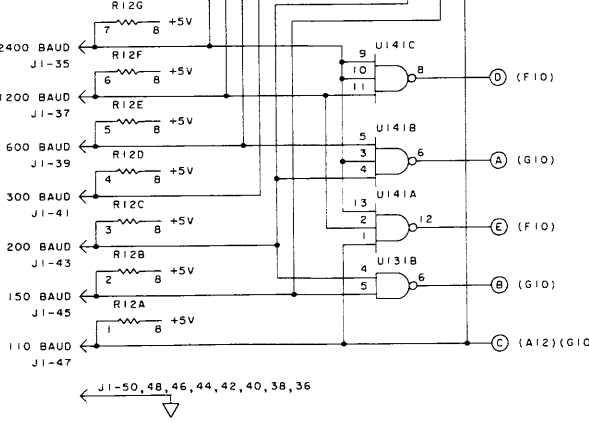 R12G
7 8 +5V
2400 BAUD
J1-35
R12F
6 8 +5V
1200 BAUD
J1-37
R12E
5 8 +5V
600 BAUD
J1-39
R12D
4 8 +5V
300 BAUD
J1-41
R12C
3 8 +5V
200 BAUD
J1-43
R12B
2 8 +5V
150 BAUD
J1-45
R12A
1 8 +5V
110 BAUD
J1-47
J1-50,48,46,44,42,40,38,36
U141C
9
10
11
8
D (F10)
U141B
5
3
4
6
A (G10)
U141A
13
2
1
12
E (F10)
U131B
4
5
6
B (G10)
C (A12)(G10